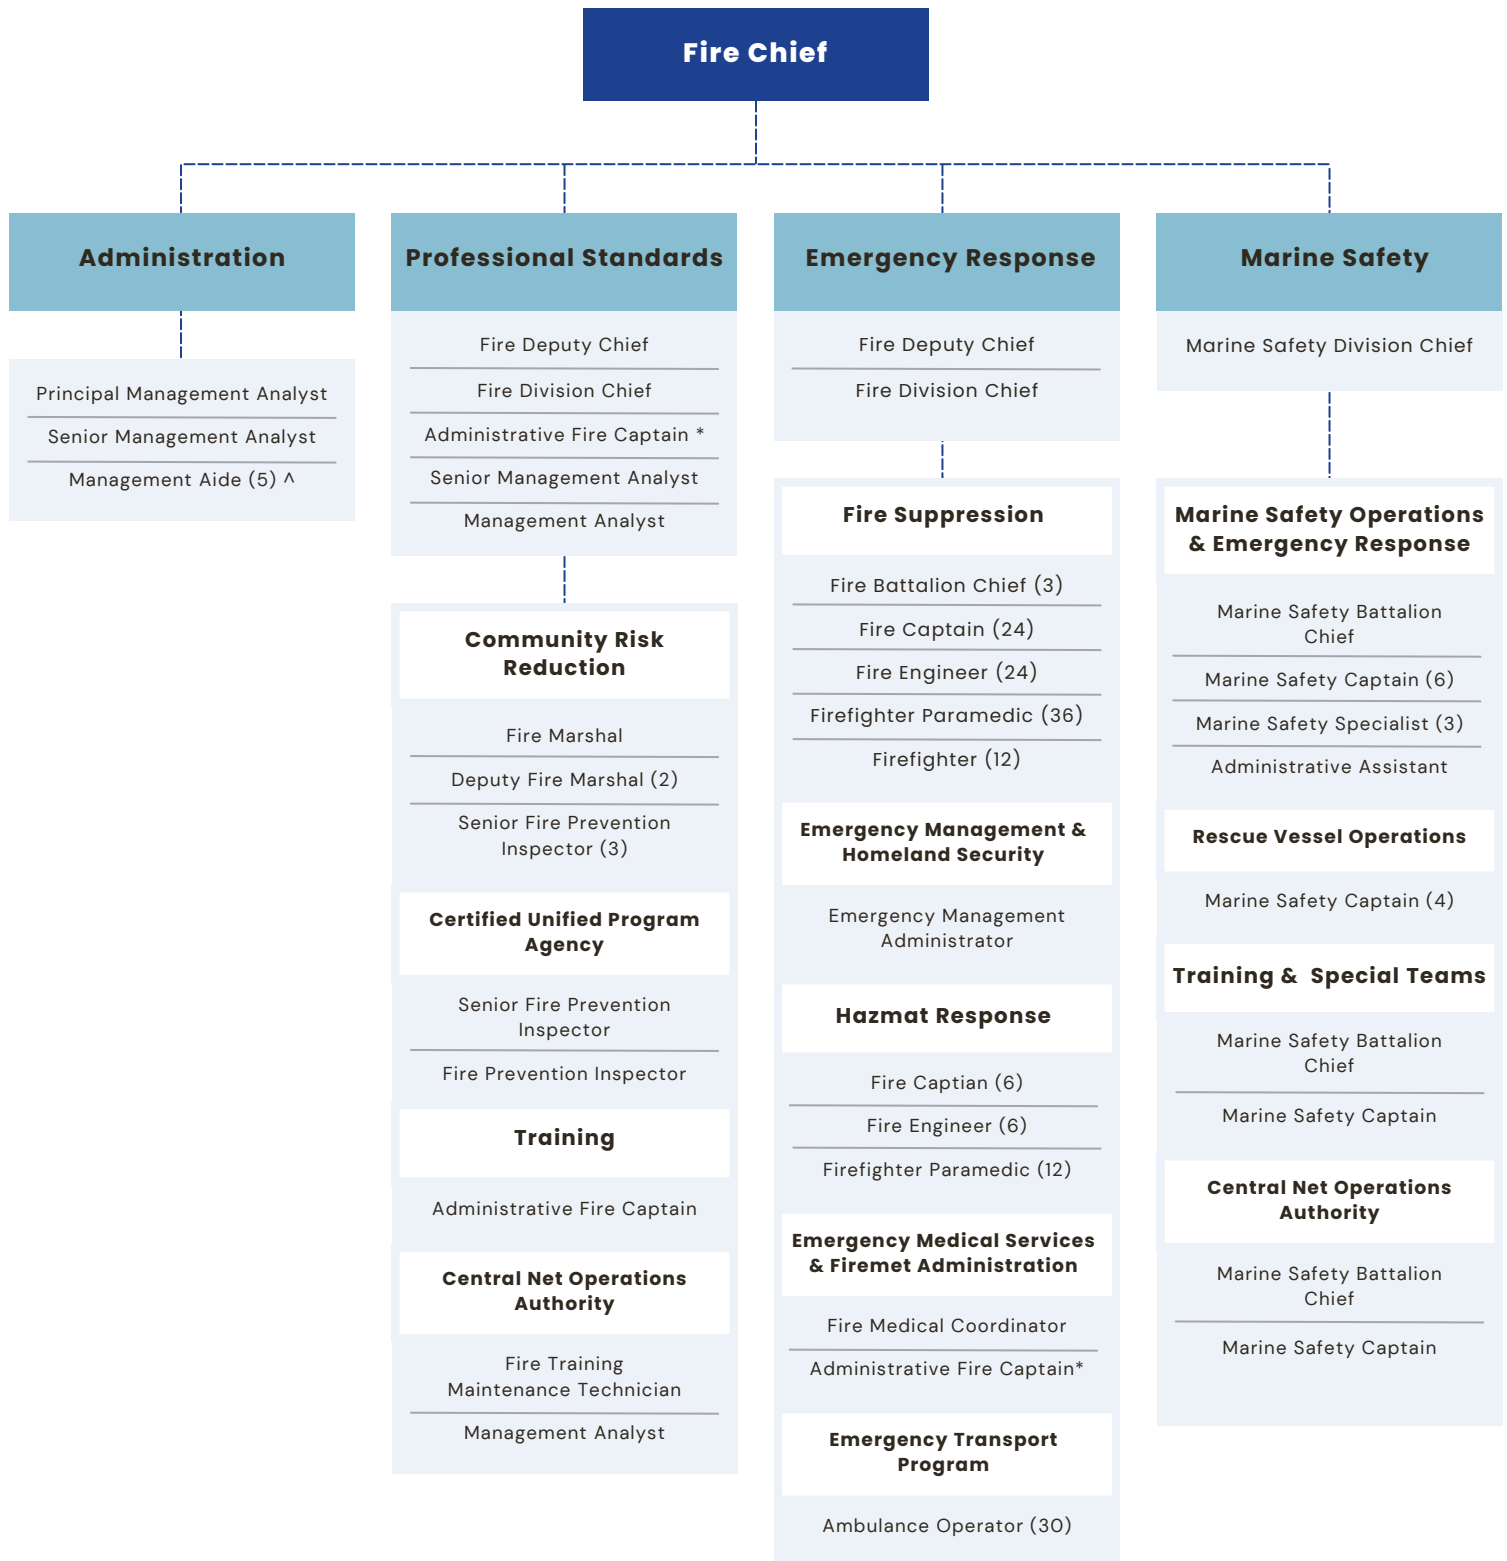 Fire Chief
Administration
Principal Management Analyst
Senior Management Analyst
Management Aide (5) ^
Professional Standards
Fire Deputy Chief
Fire Division Chief
Administrative Fire Captain *
Senior Management Analyst
Management Analyst
Community Risk
Reduction
Fire Marshal
Deputy Fire Marshal (2)
Senior Fire Prevention
Inspector (3)
Certified Unified Program
Agency
Senior Fire Prevention
Inspector
Fire Prevention Inspector
Training
Administrative Fire Captain
Central Net Operations
Authority
Fire Training
Maintenance Technician
Management Analyst
Emergency Response
Fire Deputy Chief
Fire Division Chief
Fire Suppression
Fire Battalion Chief (3)
Fire Captain (24)
Fire Engineer (24)
Firefighter Paramedic (36)
Firefighter (12)
Emergency Management &
Homeland Security
Emergency Management
Administrator
Hazmat Response
Fire Captian (6)
Fire Engineer (6)
Firefighter Paramedic (12)
Emergency Medical Services
& Firemet Administration
Fire Medical Coordinator
Administrative Fire Captain*
Emergency Transport
Program
Ambulance Operator (30)
Marine Safety
Marine Safety Division Chief
Marine Safety Operations
& Emergency Response
Marine Safety Battalion
Chief
Marine Safety Captain (6)
Marine Safety Specialist (3)
Administrative Assistant
Rescue Vessel Operations
Marine Safety Captain (4)
Training & Special Teams
Marine Safety Battalion
Chief
Marine Safety Captain
Central Net Operations
Authority
Marine Safety Battalion
Chief
Marine Safety Captain